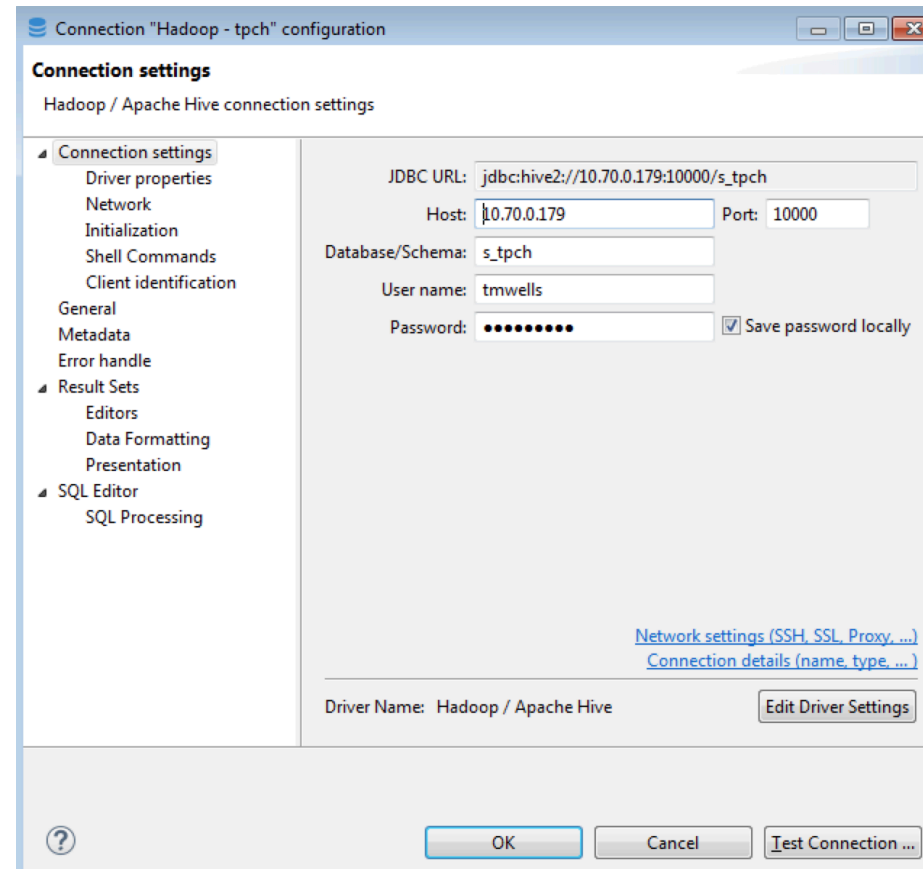 Connection "Hadoop - tpch" configuration
Connection settings
Hadoop / Apache Hive connection settings
Connection settings
Driver properties
Network
Initialization
Shell Commands
Client identification
General
Metadata
Error handle
Result Sets
Editors
Data Formatting
Presentation
SQL Editor
SQL Processing
JDBC URL: jdbc:hive2://10.70.0.179:10000/s_tpch
Host: 10.70.0.179 Port: 10000
Database/Schema: s_tpch
User name: tmwells
Password: ●●●●●●●●● Save password locally
Network settings (SSH, SSL, Proxy, ...)
Connection details (name, type, ... )
Driver Name: Hadoop / Apache Hive Edit Driver Settings
? OK Cancel Test Connection ...